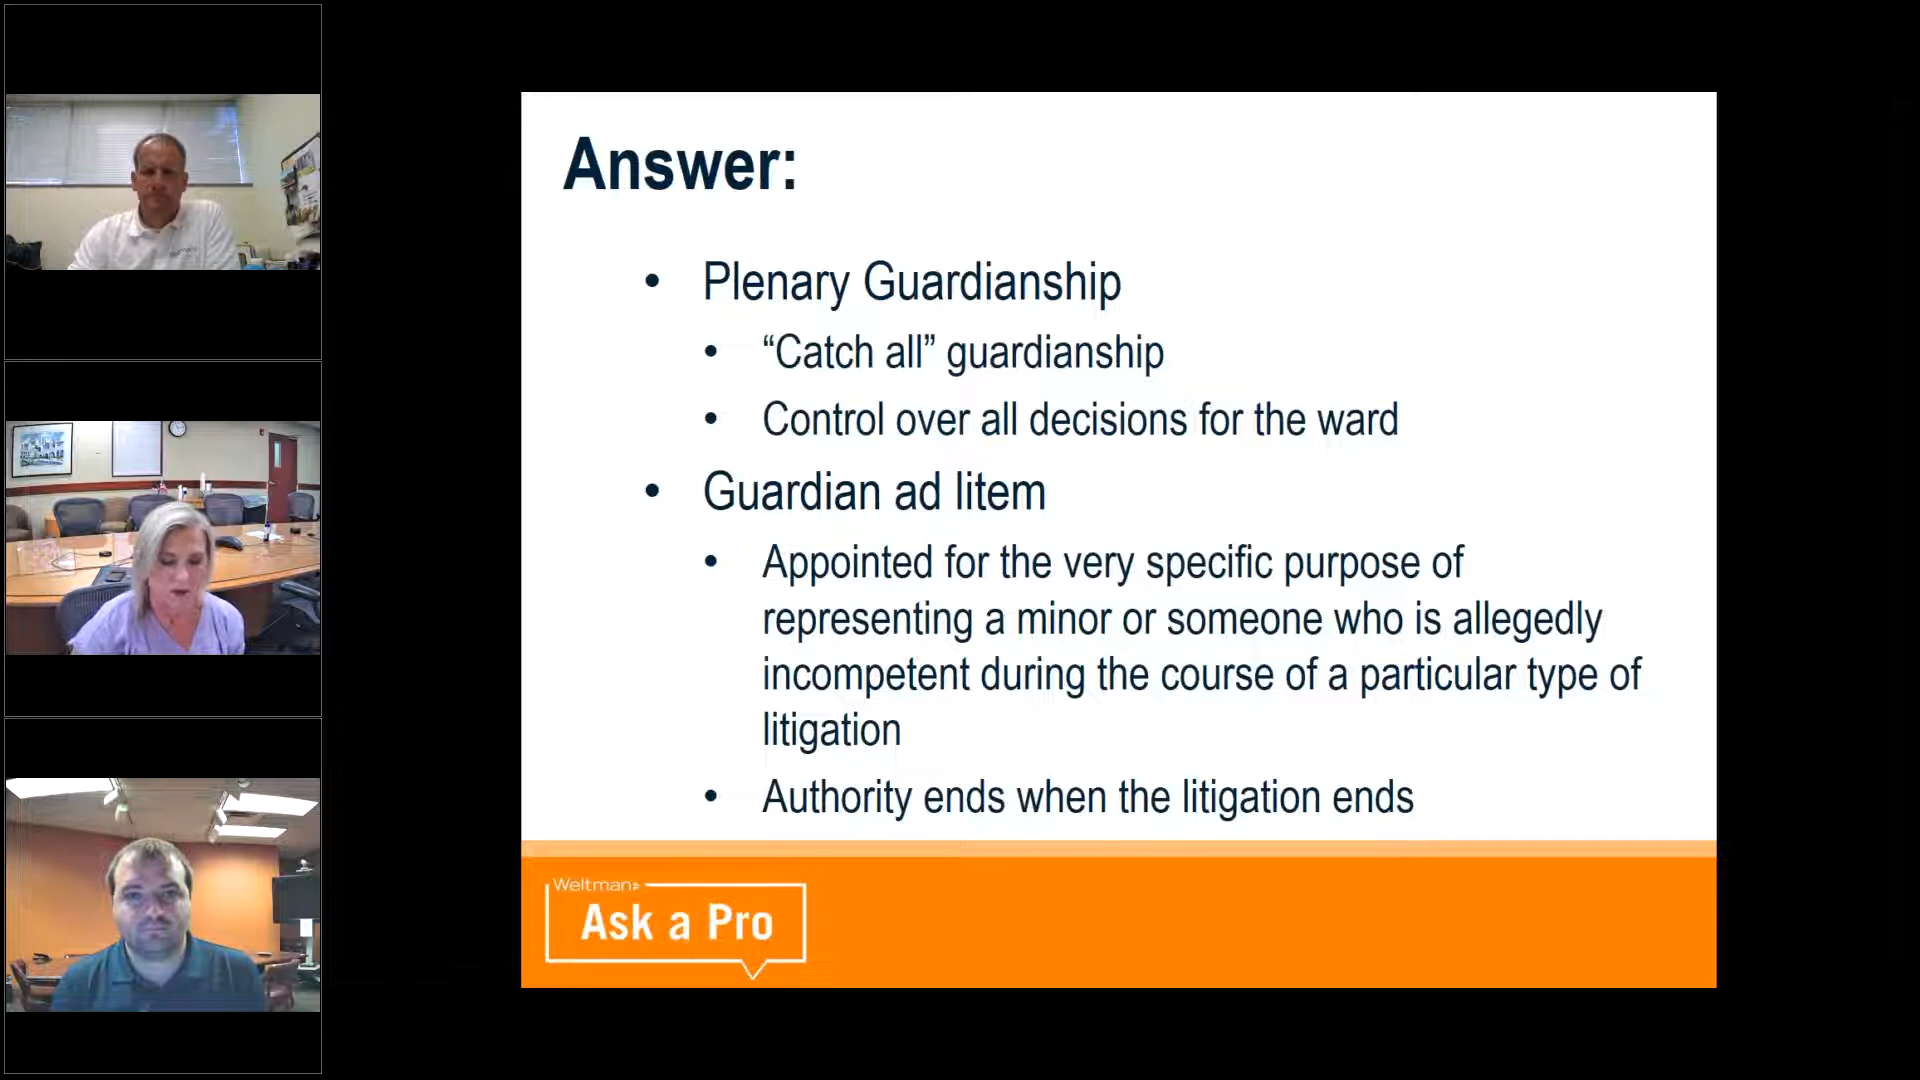 Answer:
• Plenary Guardianship
• “Catch all” guardianship
• Control over all decisions for the ward
• Guardian ad litem
• Appointed for the very specific purpose of
representing a minor or someone who is allegedly
incompetent during the course of a particular type of
litigation
• Authority ends when the litigation ends
Weltman
Ask a Pro